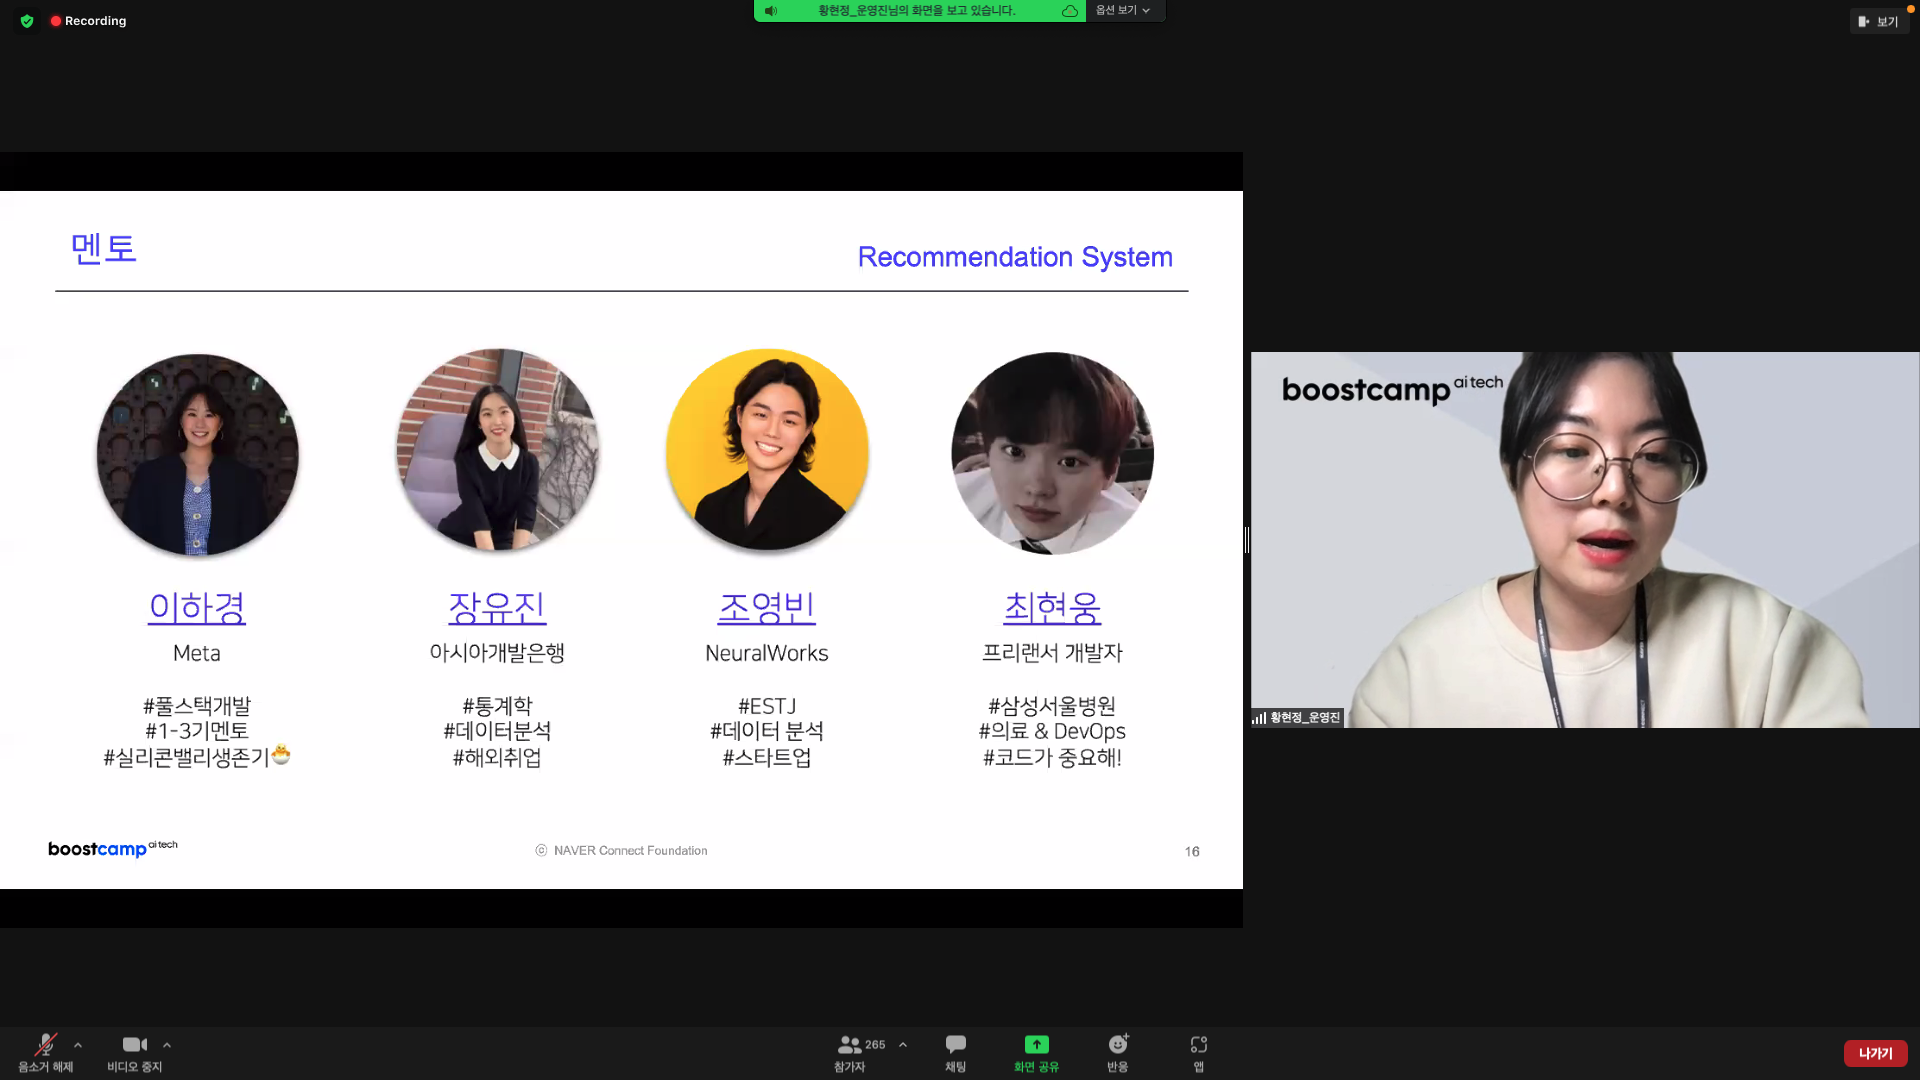 Recording
황현정_운영진님의 화면을 보고 있습니다.
옵션 보기
보기
멘토
Recommendation System
이하경
Meta
#풀스택개발
#1-3기멘토
#실리콘밸리생존기🐣
장유진
아시아개발은행
#통계학
#데이터분석
#해외취업
조영빈
NeuralWorks
#ESTJ
#데이터 분석
#스타트업
최현웅
프리랜서 개발자
#삼성서울병원
#의료 & DevOps
#코드가 중요해!
boostcamp ai tech
ⓒ NAVER Connect Foundation
16
boostcamp ai tech
황현정_운영진
음소거 해제
비디오 중지
265
참가자
채팅
화면 공유
반응
앱
나가기